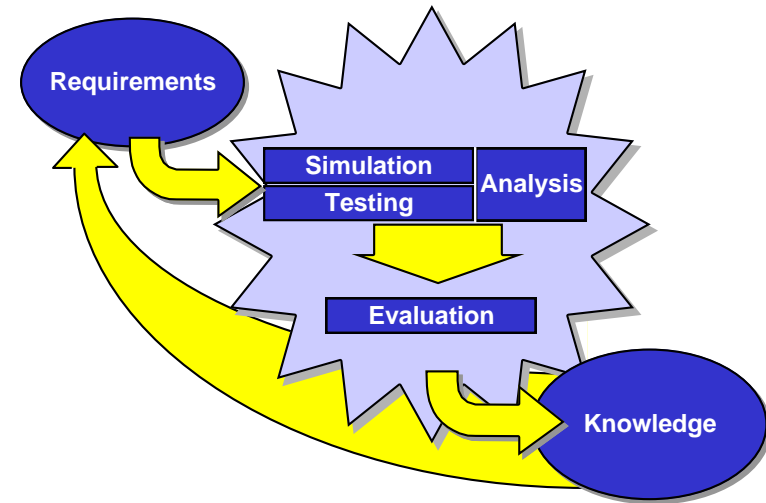 Requirements
Simulation
Analysis
Testing
Evaluation
Knowledge